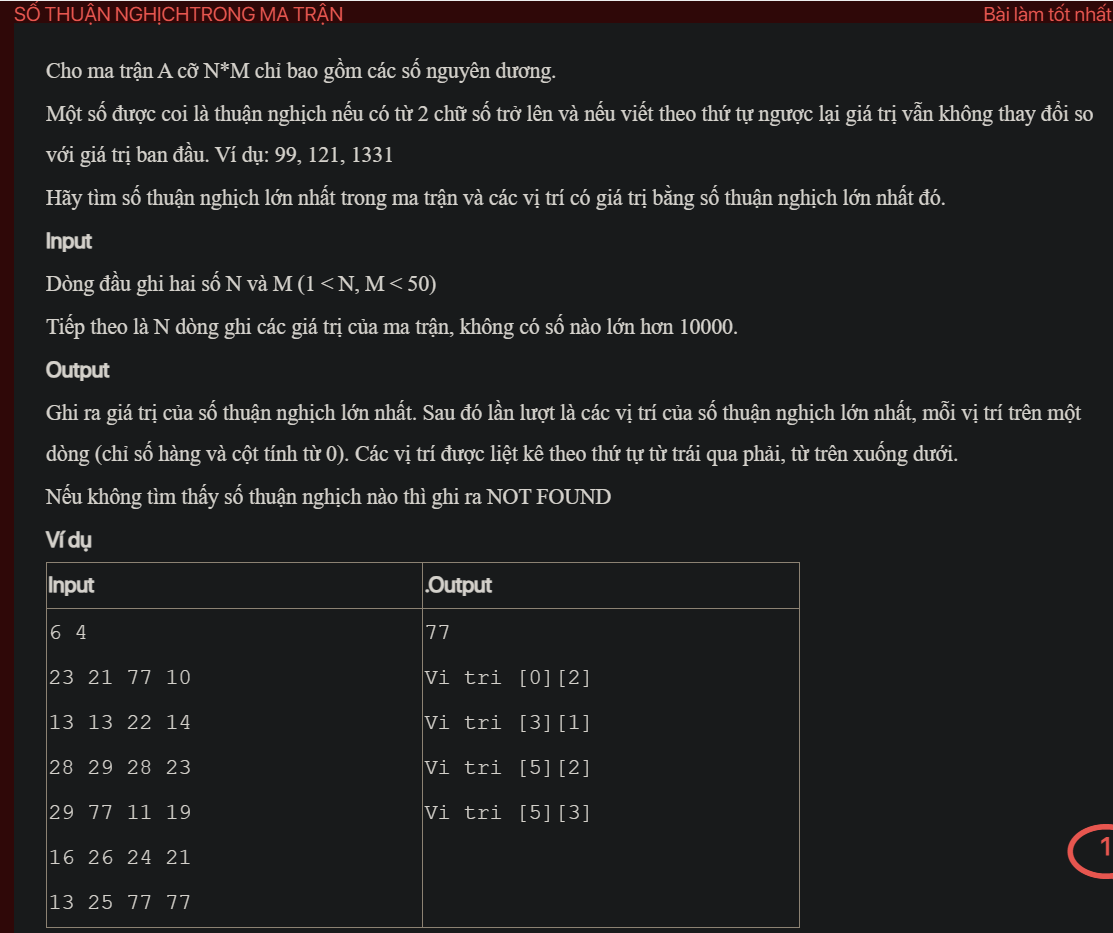 SỐ THUẬN NGHỊCHTRONG MA TRẬN Bài làm tốt nhất
Cho ma trận A cỡ N*M chỉ bao gồm các số nguyên dương.
Một số được coi là thuận nghịch nếu có từ 2 chữ số trở lên và nếu viết theo thứ tự ngược lại giá trị vẫn không thay đổi so
với giá trị ban đầu. Ví dụ: 99, 121, 1331
Hãy tìm số thuận nghịch lớn nhất trong ma trận và các vị trí có giá trị bằng số thuận nghịch lớn nhất đó.
Input
Dòng đầu ghi hai số N và M (1 < N, M < 50)
Tiếp theo là N dòng ghi các giá trị của ma trận, không có số nào lớn hơn 10000.
Output
Ghi ra giá trị của số thuận nghịch lớn nhất. Sau đó lần lượt là các vị trí của số thuận nghịch lớn nhất, mỗi vị trí trên một
dòng (chỉ số hàng và cột tính từ 0). Các vị trí được liệt kê theo thứ tự từ trái qua phải, từ trên xuống dưới.
Nếu không tìm thấy số thuận nghịch nào thì ghi ra NOT FOUND
Ví dụ
Input .Output
6 4 77
23 21 77 10 Vi tri [0][2]
13 13 22 14 Vi tri [3][1]
28 29 28 23 Vi tri [5][2]
29 77 11 19 Vi tri [5][3]
16 26 24 21
13 25 77 77
1